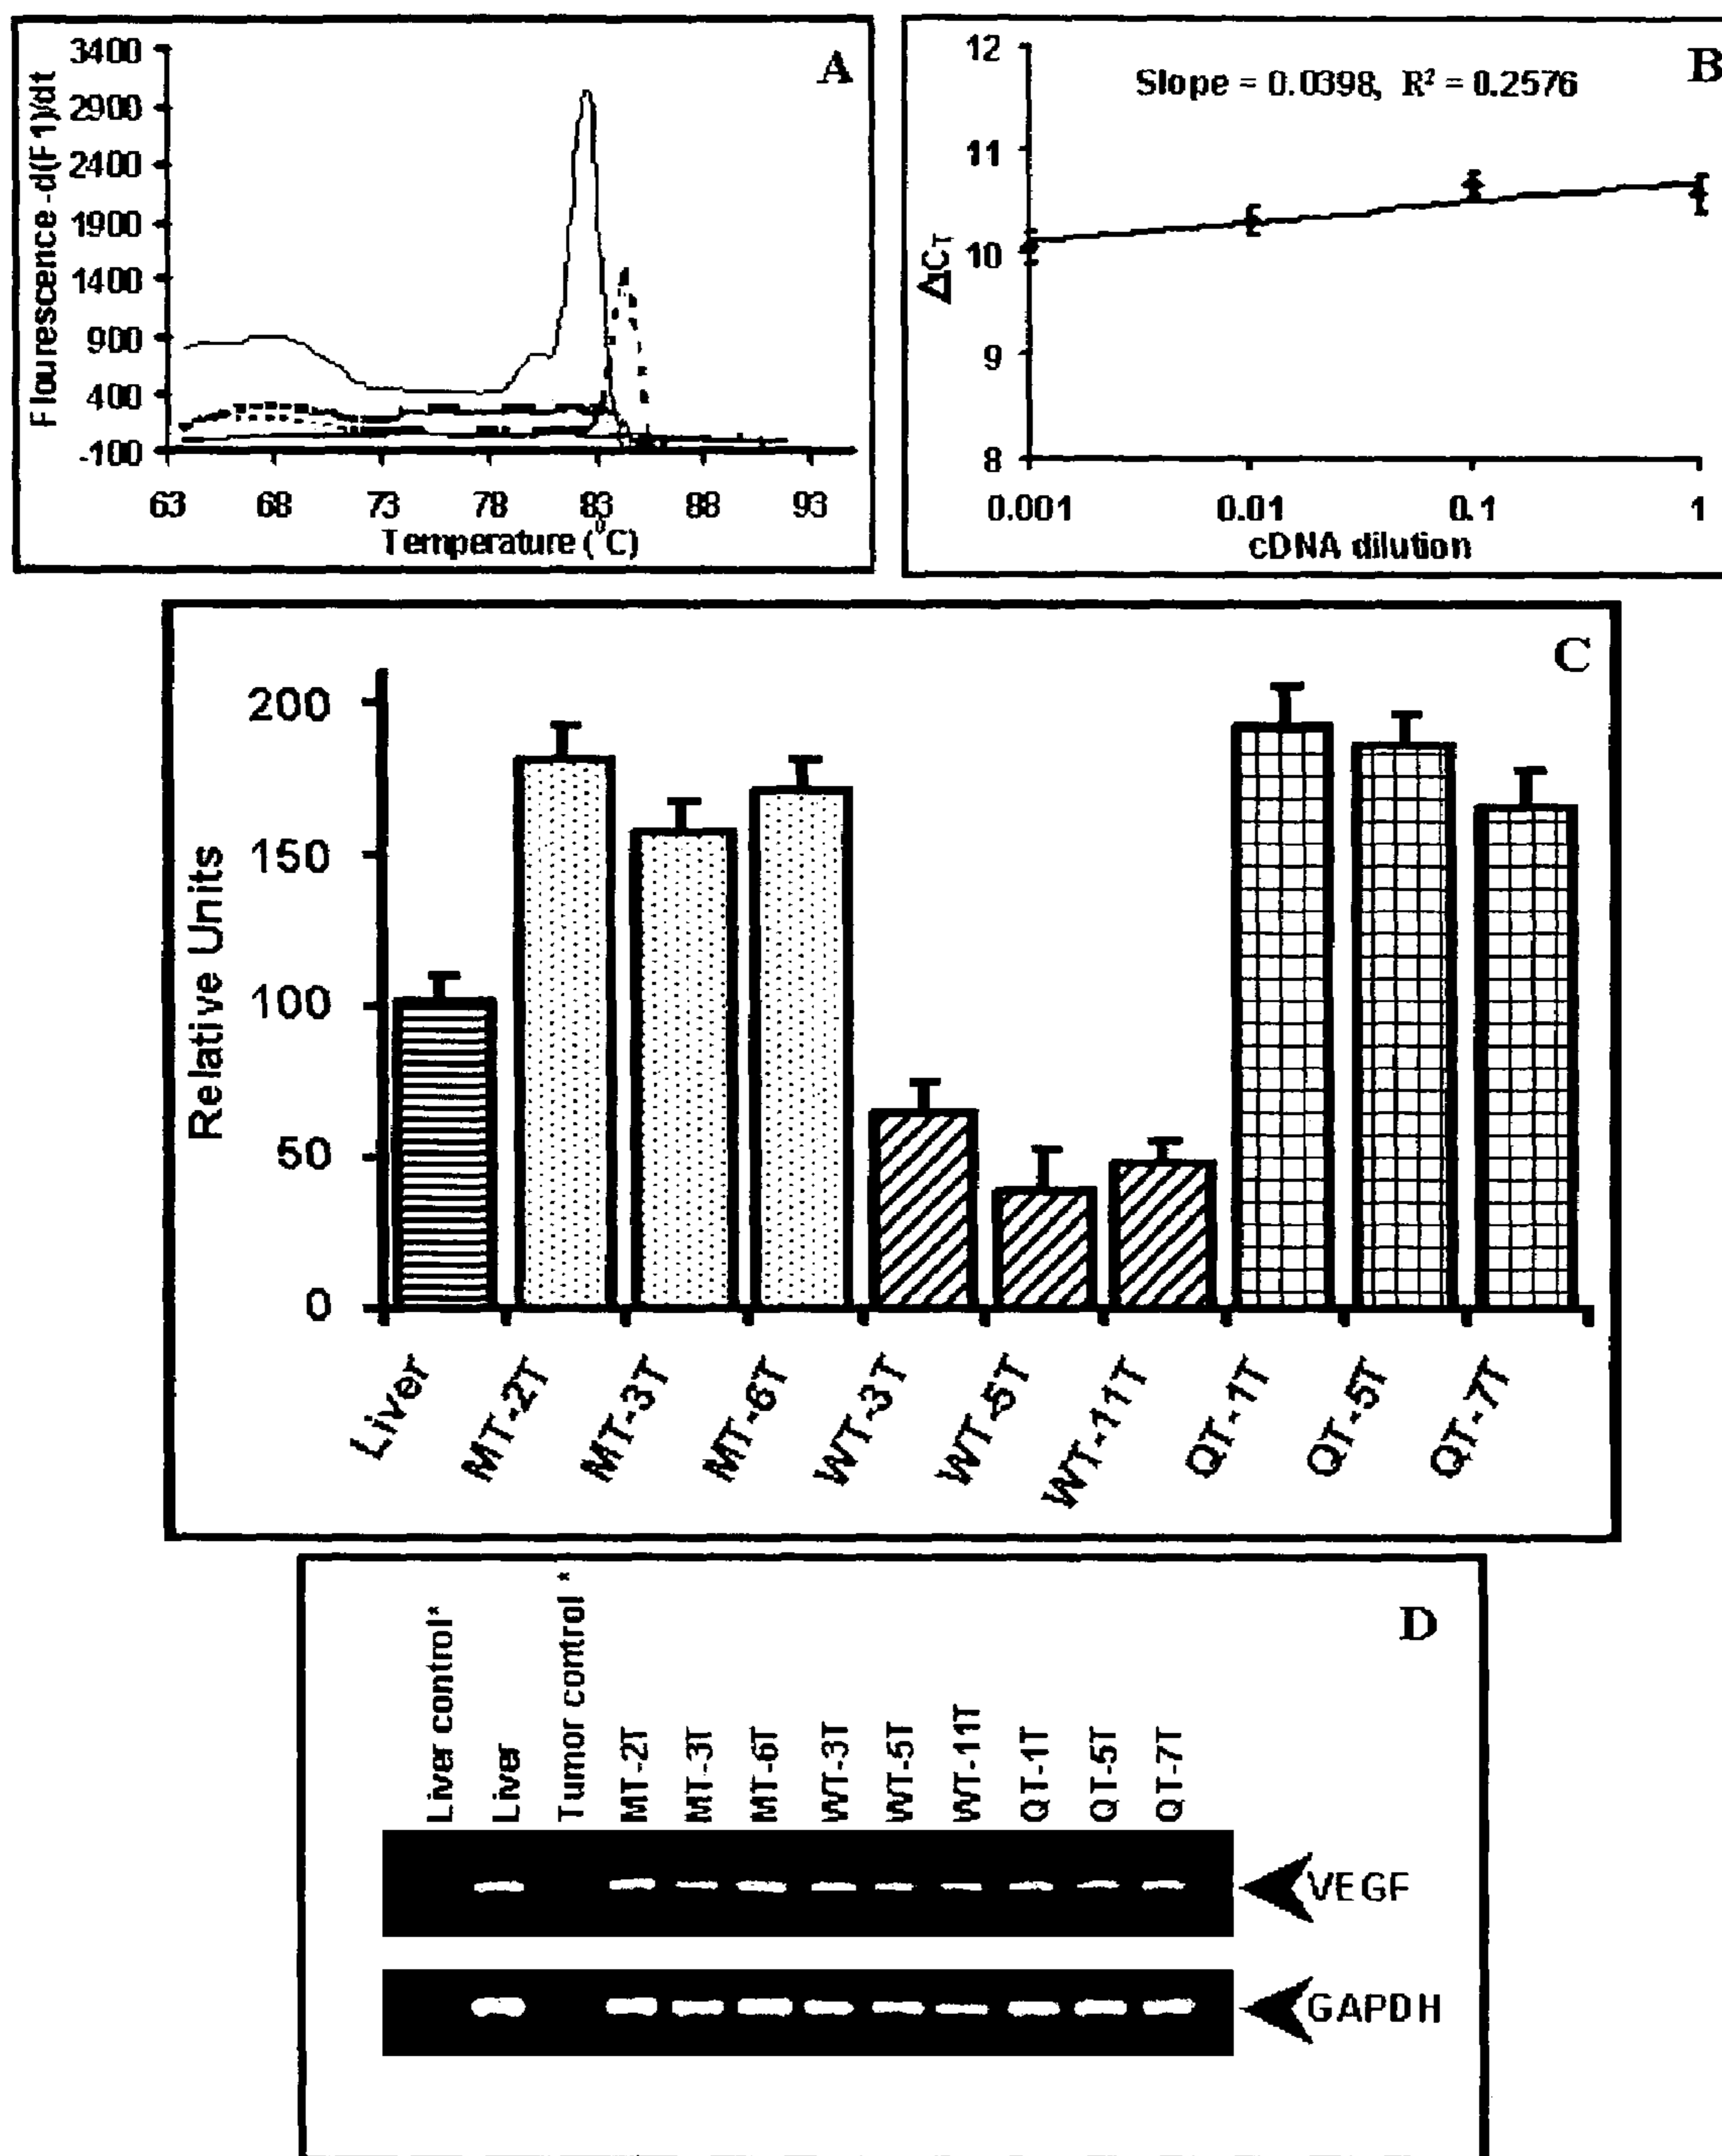 A
Flourescence -d(F1)/dt
3400
2900
2400
1900
1400
900
400
-100
63 68 73 78 83 88 93
Temperature (°C)
B
Slope = 0.0398, R² = 0.2576
ΔCT
12
11
10
9
8
0.001 0.01 0.1 1
cDNA dilution
C
Relative Units
200
150
100
50
0
Liver
MT-2T
MT-3T
MT-6T
WT-3T
WT-5T
WT-11T
QT-1T
QT-5T
QT-7T
D
Liver control*
Liver
Tumor control *
MT-2T
MT-3T
MT-6T
WT-3T
WT-5T
WT-11T
QT-1T
QT-5T
QT-7T
VEGF
GAPDH